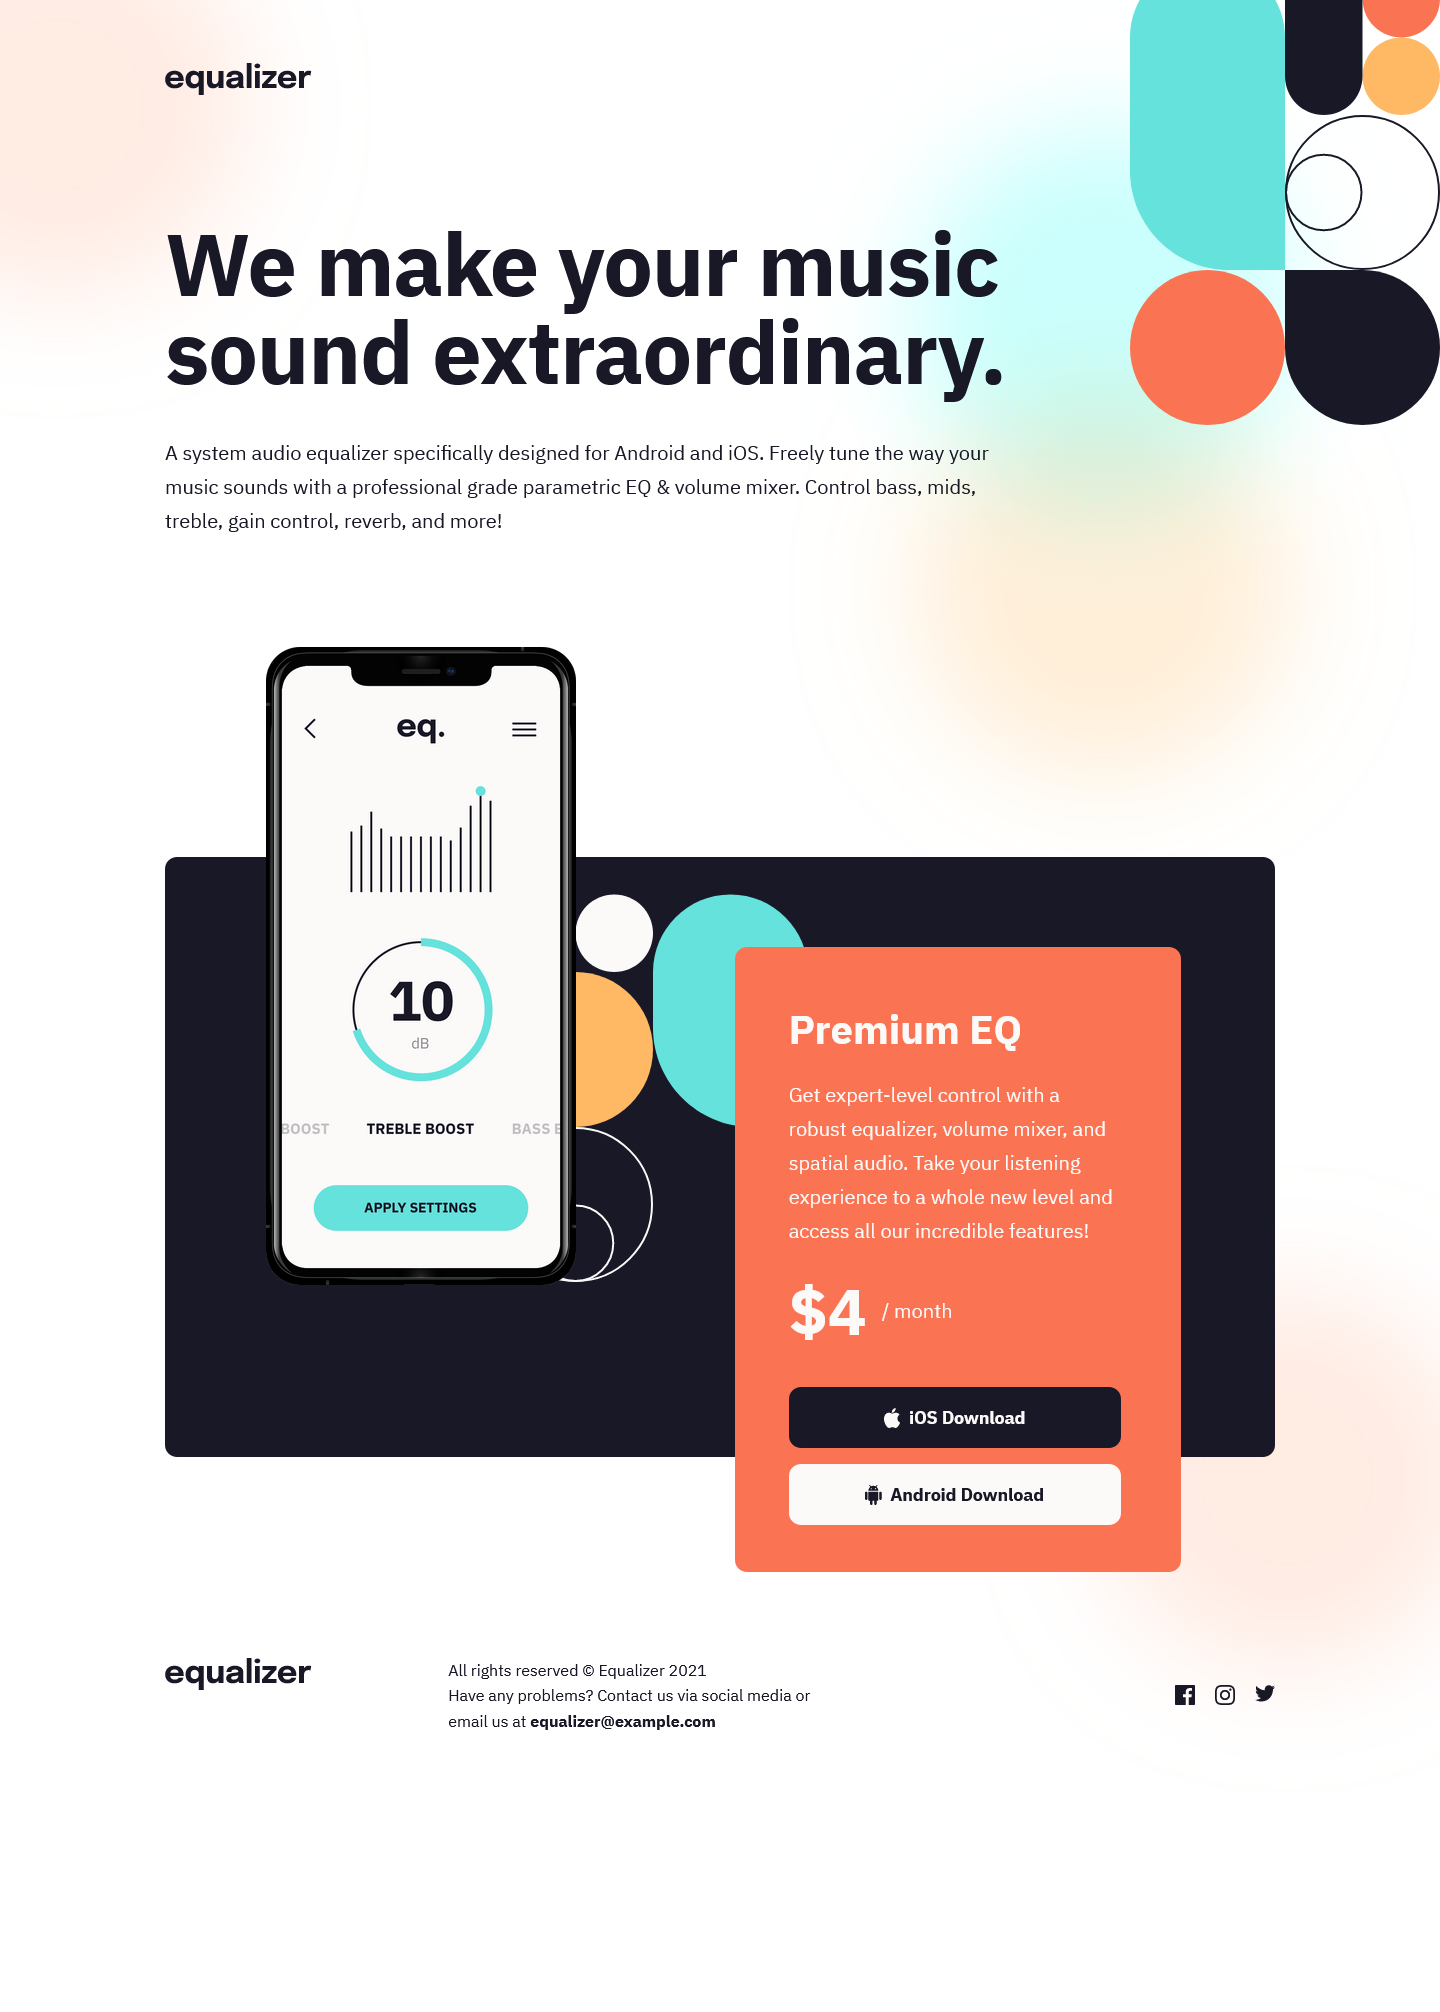 equalizer
We make your music
sound extraordinary.
A system audio equalizer specifically designed for Android and iOS. Freely tune the way your
music sounds with a professional grade parametric EQ & volume mixer. Control bass, mids,
treble, gain control, reverb, and more!
eq.
10
dB
BOOST TREBLE BOOST BASS
APPLY SETTINGS
Premium EQ
Get expert-level control with a
robust equalizer, volume mixer, and
spatial audio. Take your listening
experience to a whole new level and
access all our incredible features!
$4 / month
iOS Download
Android Download
equalizer
All rights reserved © Equalizer 2021
Have any problems? Contact us via social media or
email us at equalizer@example.com